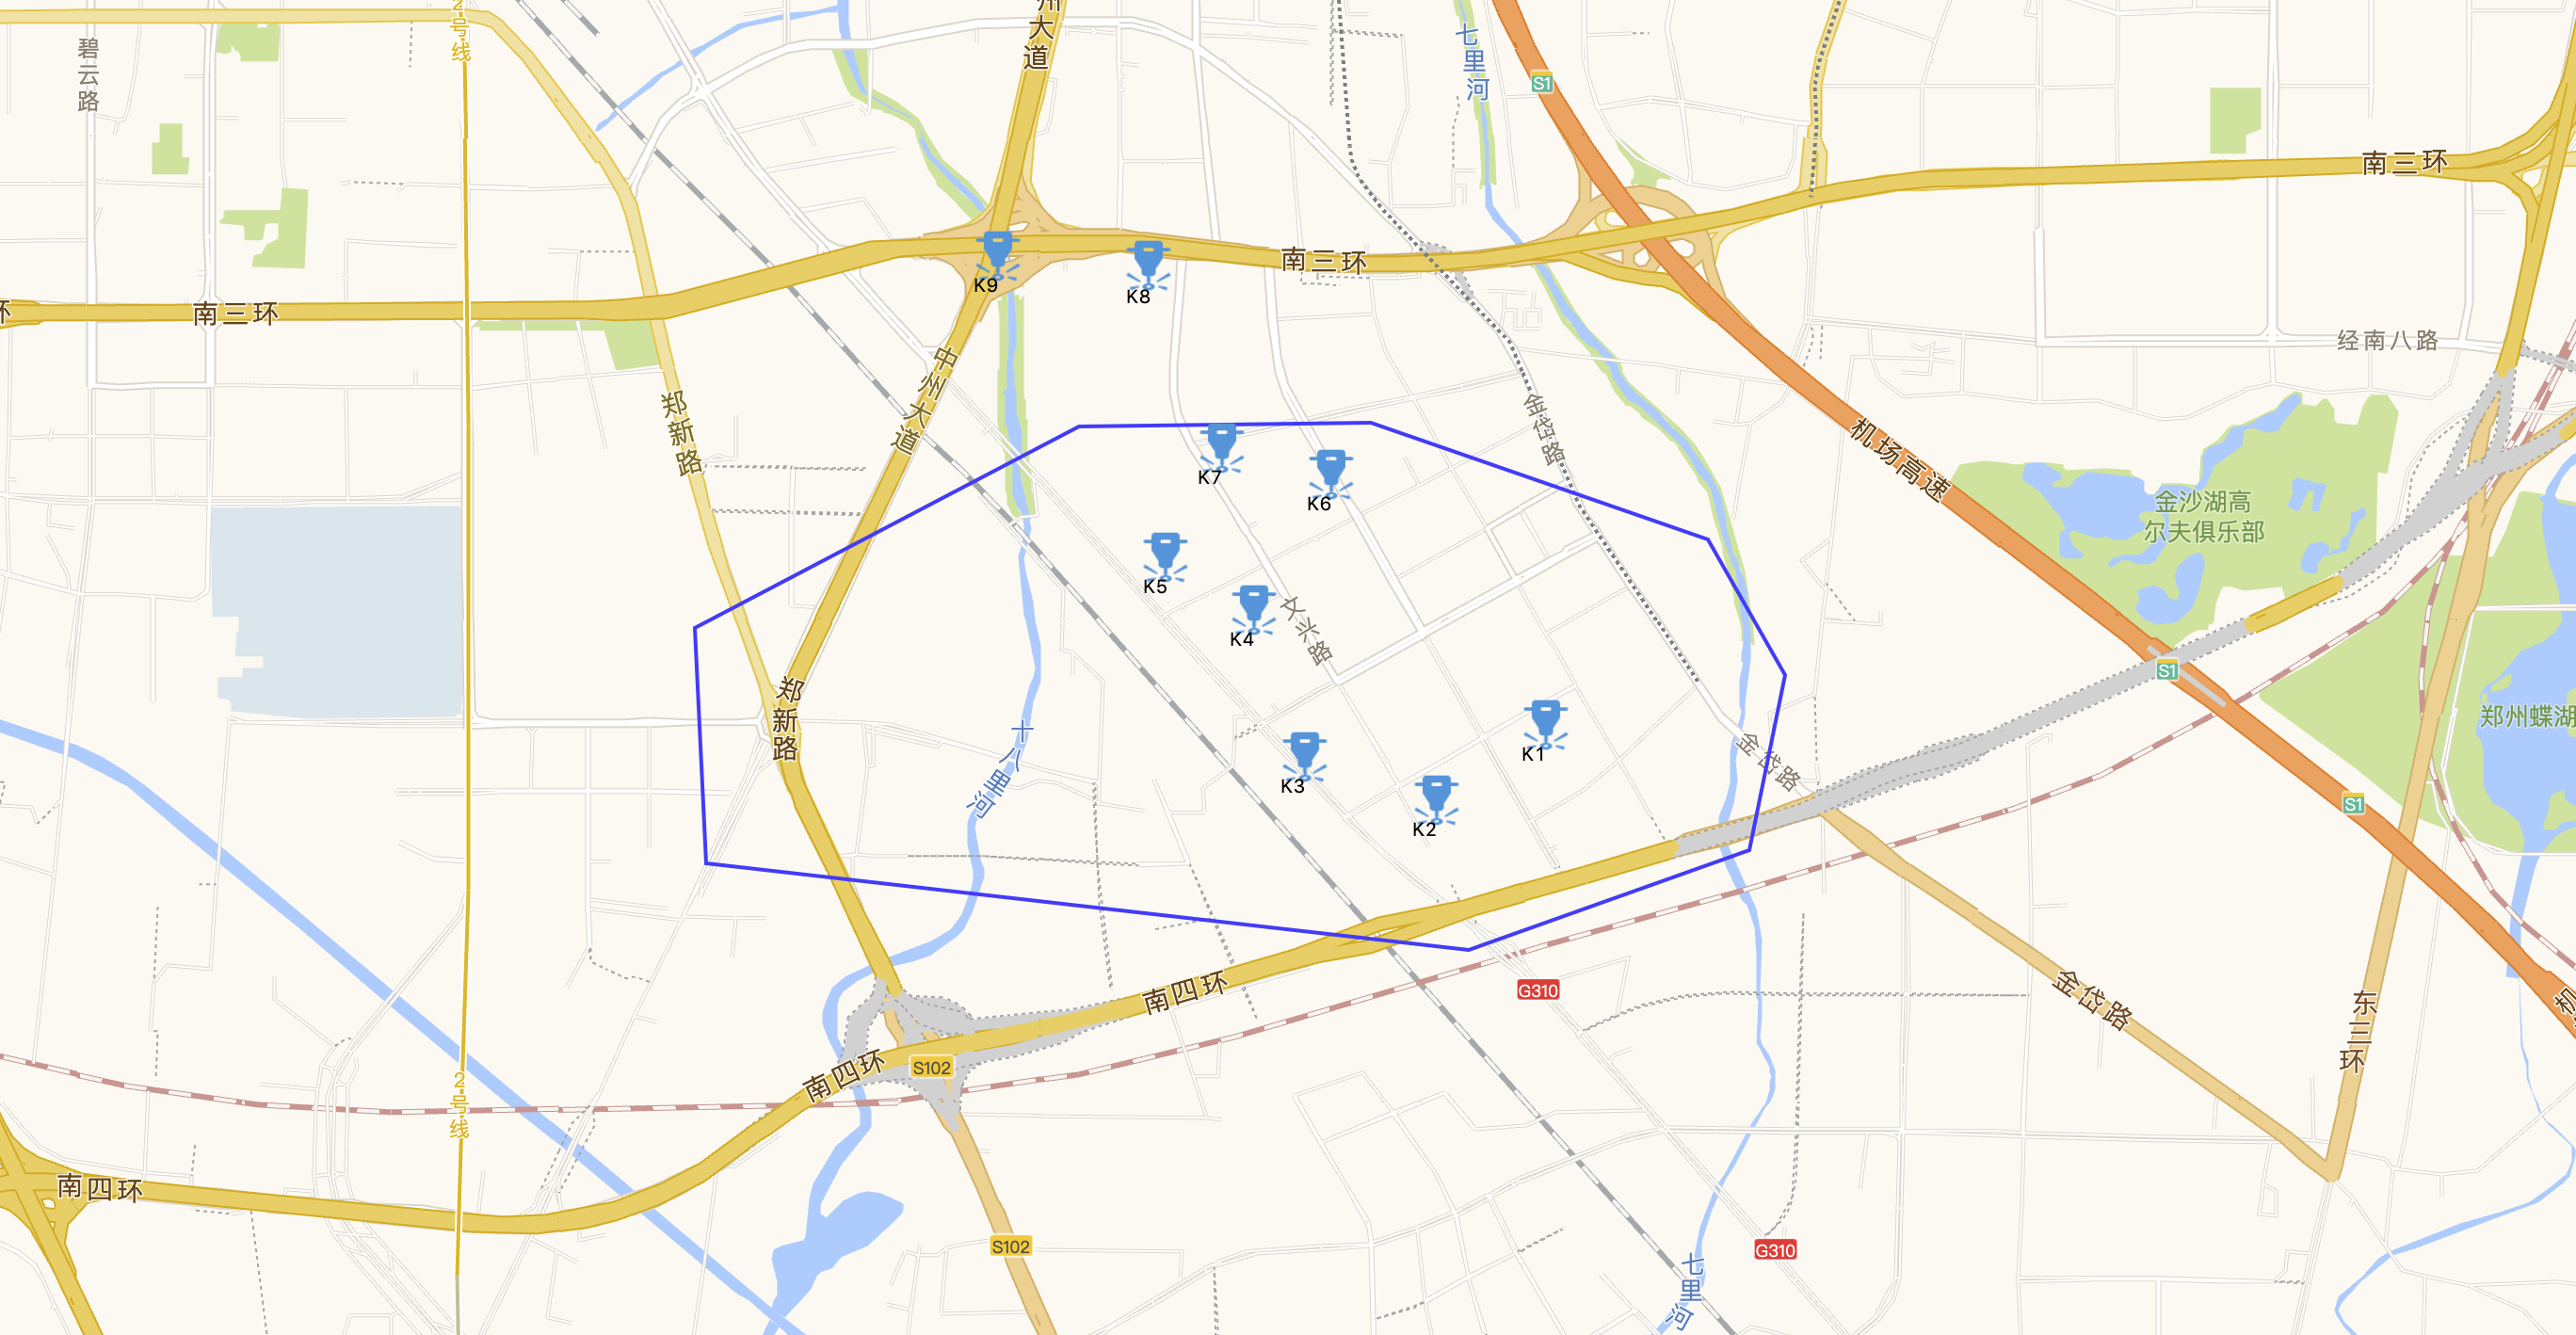 2号线
州大道
碧云路
七里河
S1
南三环
南三环
K9
K8
南三环
环
经南八路
中州大道
郑新路
金岱路
机场高速
K7
K6
金沙湖高
尔夫俱乐部
K5
K4
文兴路
S1
郑新路
郑州蝶湖
十八里河
K1
金岱路
K3
K2
S1
南四环
G310
金岱路
东三环
机
南四环
S102
2号线
南四环
S102
G310
七里河